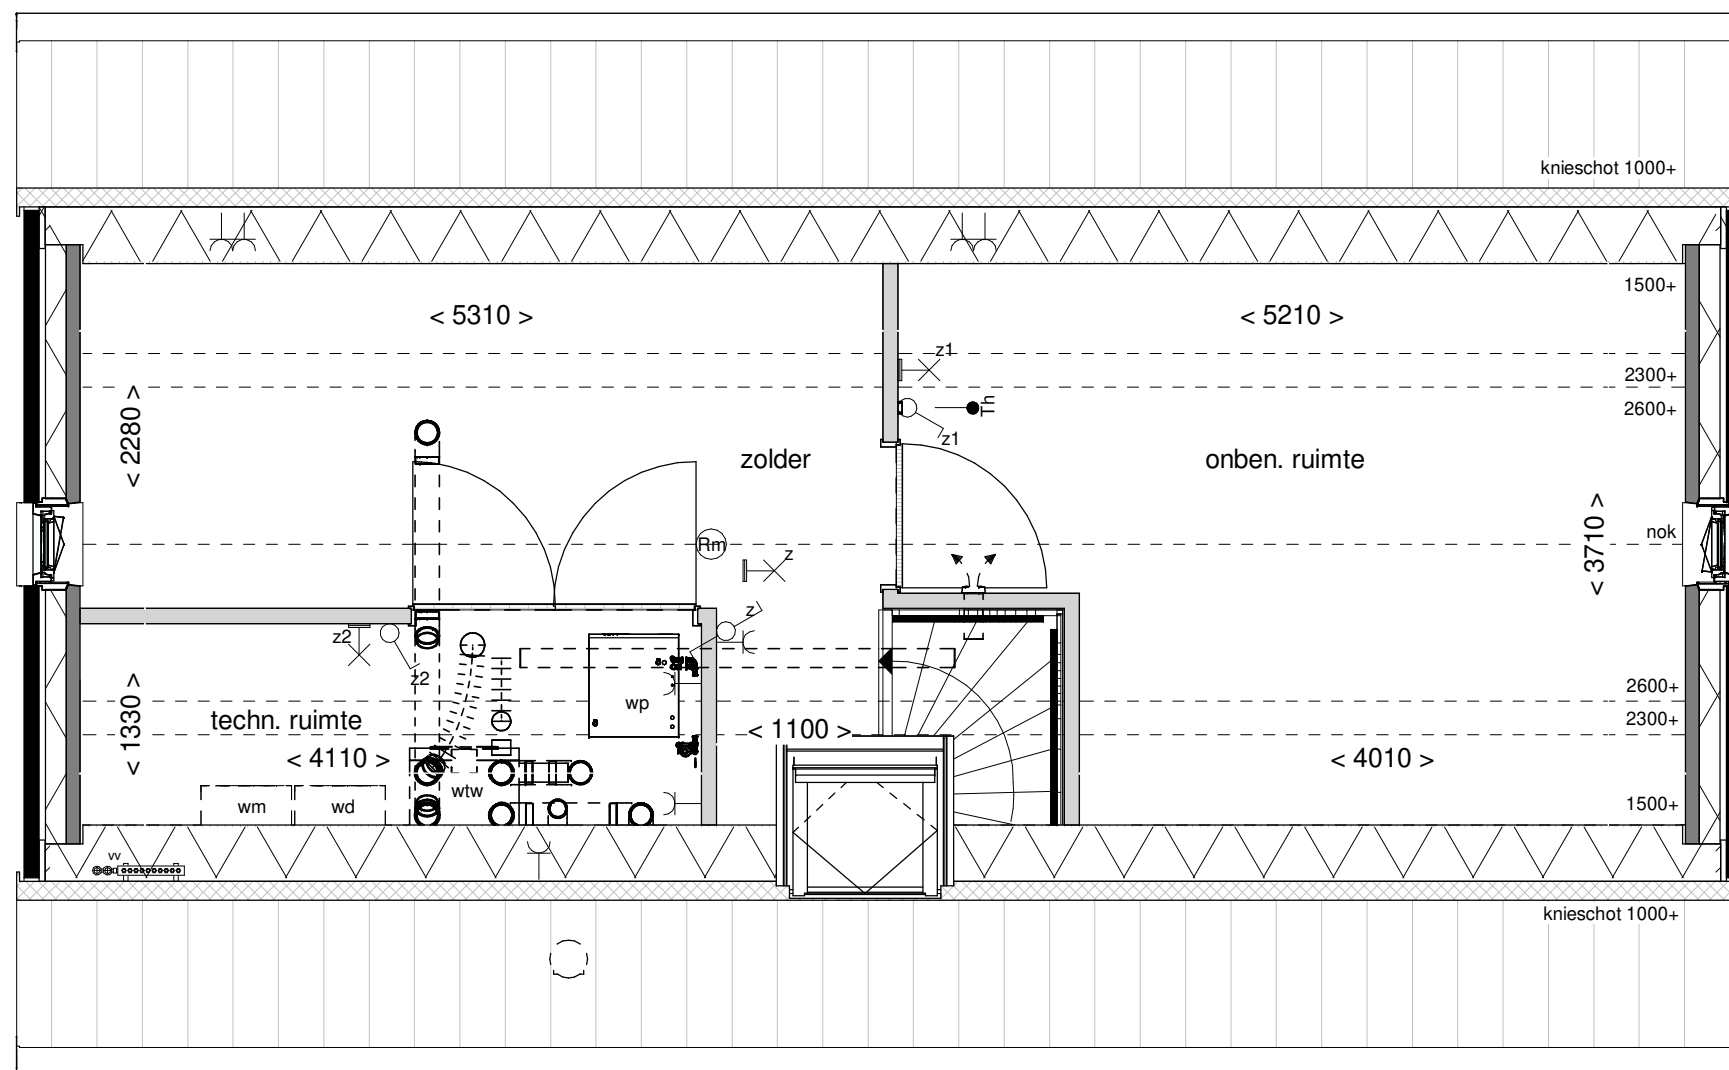 knieschot 1000+
1500+
< 5310 >
< 5210 >
z1
2300+
Th
2600+
< 2280 >
z1
zolder
onben. ruimte
nok
Rm
z
< 3710 >
z
z2
z2
2600+
wp
techn. ruimte
2300+
< 1330 >
< 1100 >
< 4110 >
< 4010 >
wtw
wm
wd
1500+
vv
knieschot 1000+